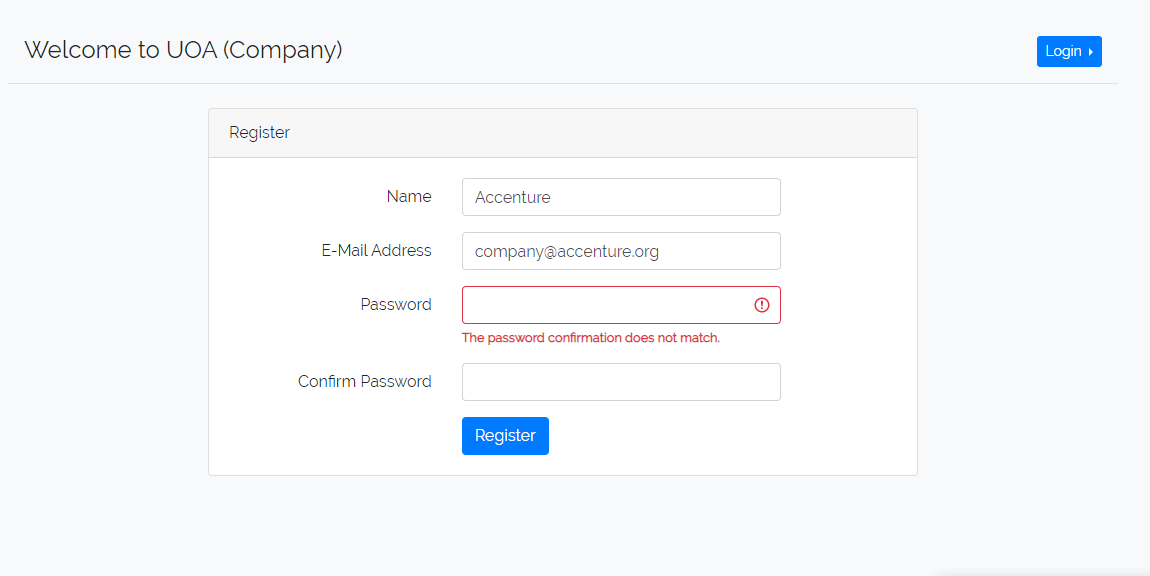 Welcome to UOA (Company)
Login
Register
Name
Accenture
E-Mail Address
company@accenture.org
Password
The password confirmation does not match.
Confirm Password
Register